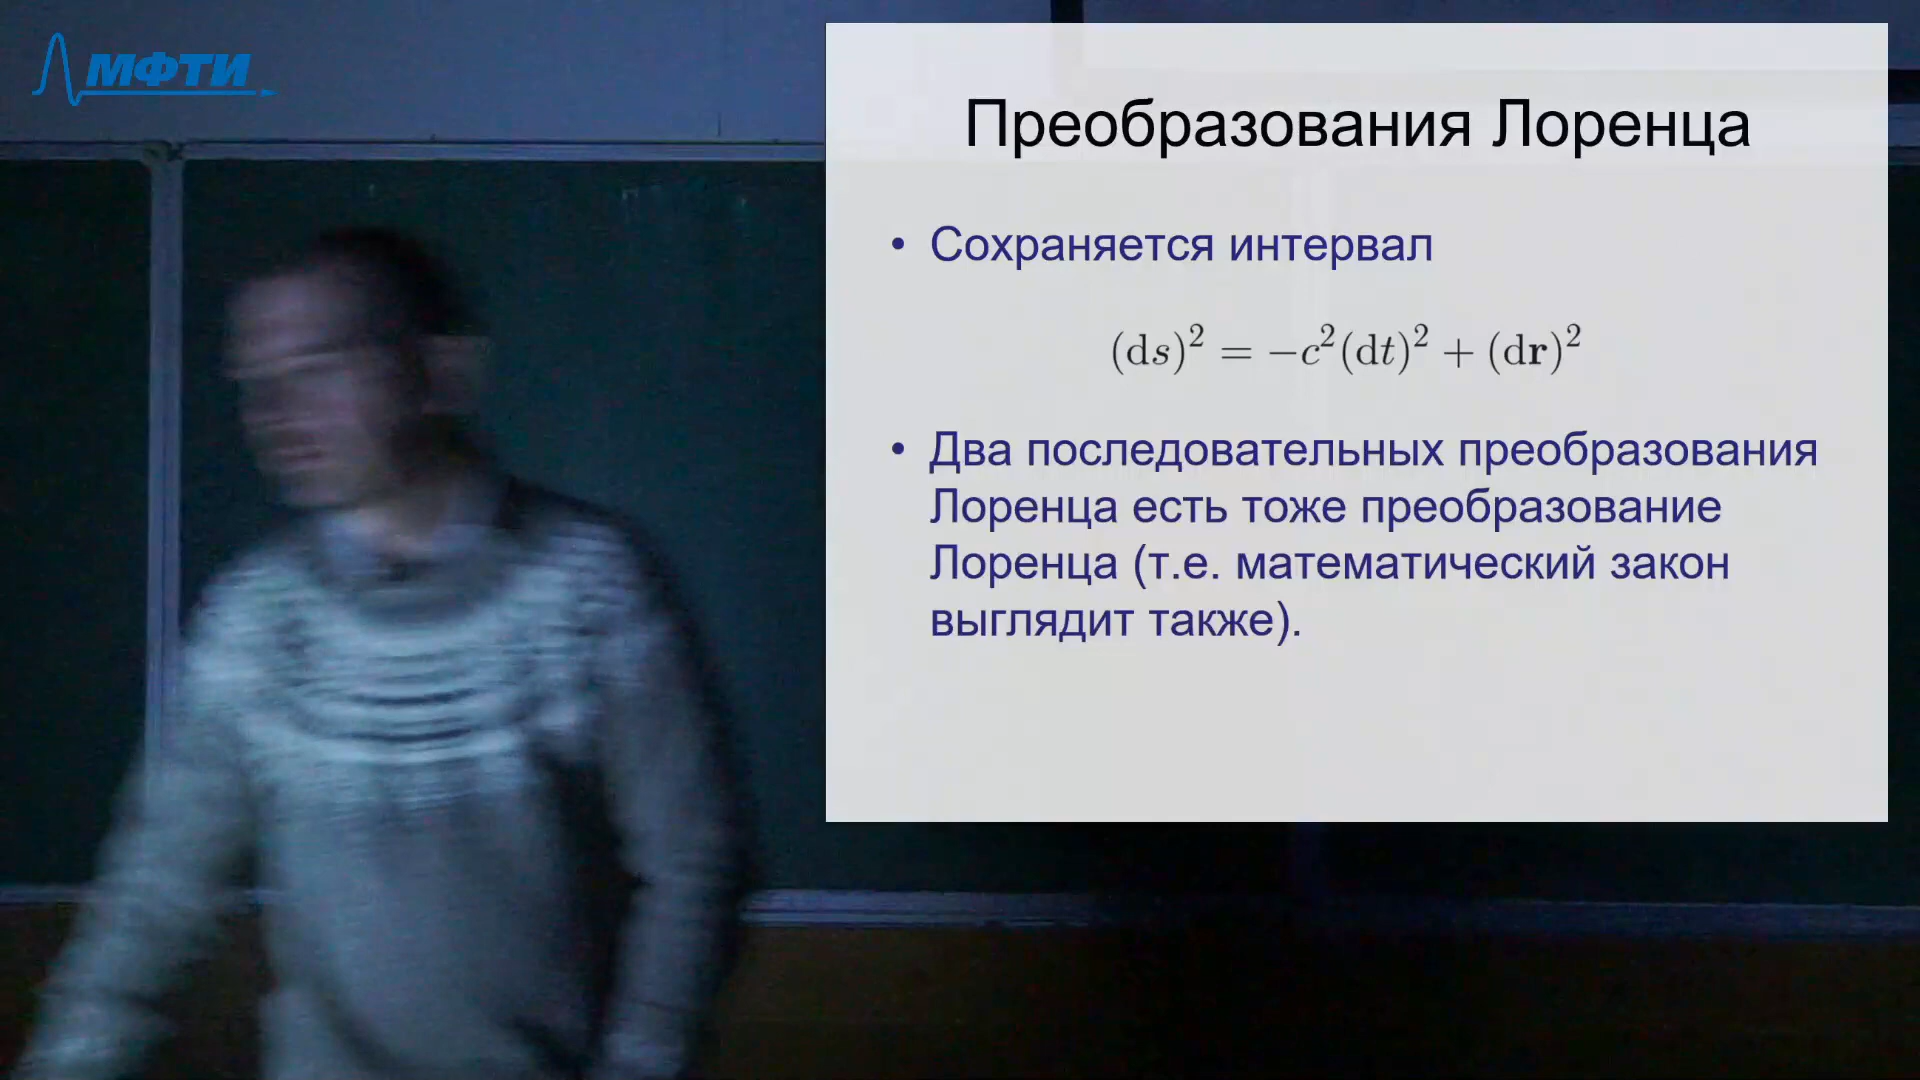 МФТИ
Преобразования Лоренца
• Сохраняется интервал
(ds)² = −c²(dt)² + (dr)²
• Два последовательных преобразования
Лоренца есть тоже преобразование
Лоренца (т.е. математический закон
выглядит также).